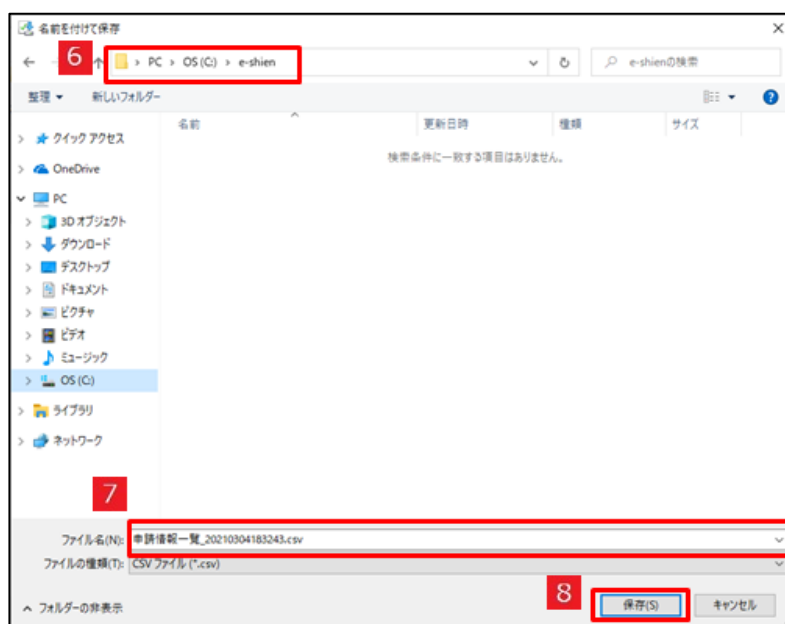 名前を付けて保存
6
PC › OS (C:) › e-shien
e-shienの検索
整理
新しいフォルダー
名前
更新日時
種類
サイズ
検索条件に一致する項目はありません。
クイック アクセス
OneDrive
PC
3D オブジェクト
ダウンロード
デスクトップ
ドキュメント
ピクチャ
ビデオ
ミュージック
OS (C:)
ライブラリ
ネットワーク
7
ファイル名(N): 申請情報一覧_20210304183243.csv
ファイルの種類(T): CSV ファイル (*.csv)
8
フォルダーの非表示
保存(S)
キャンセル